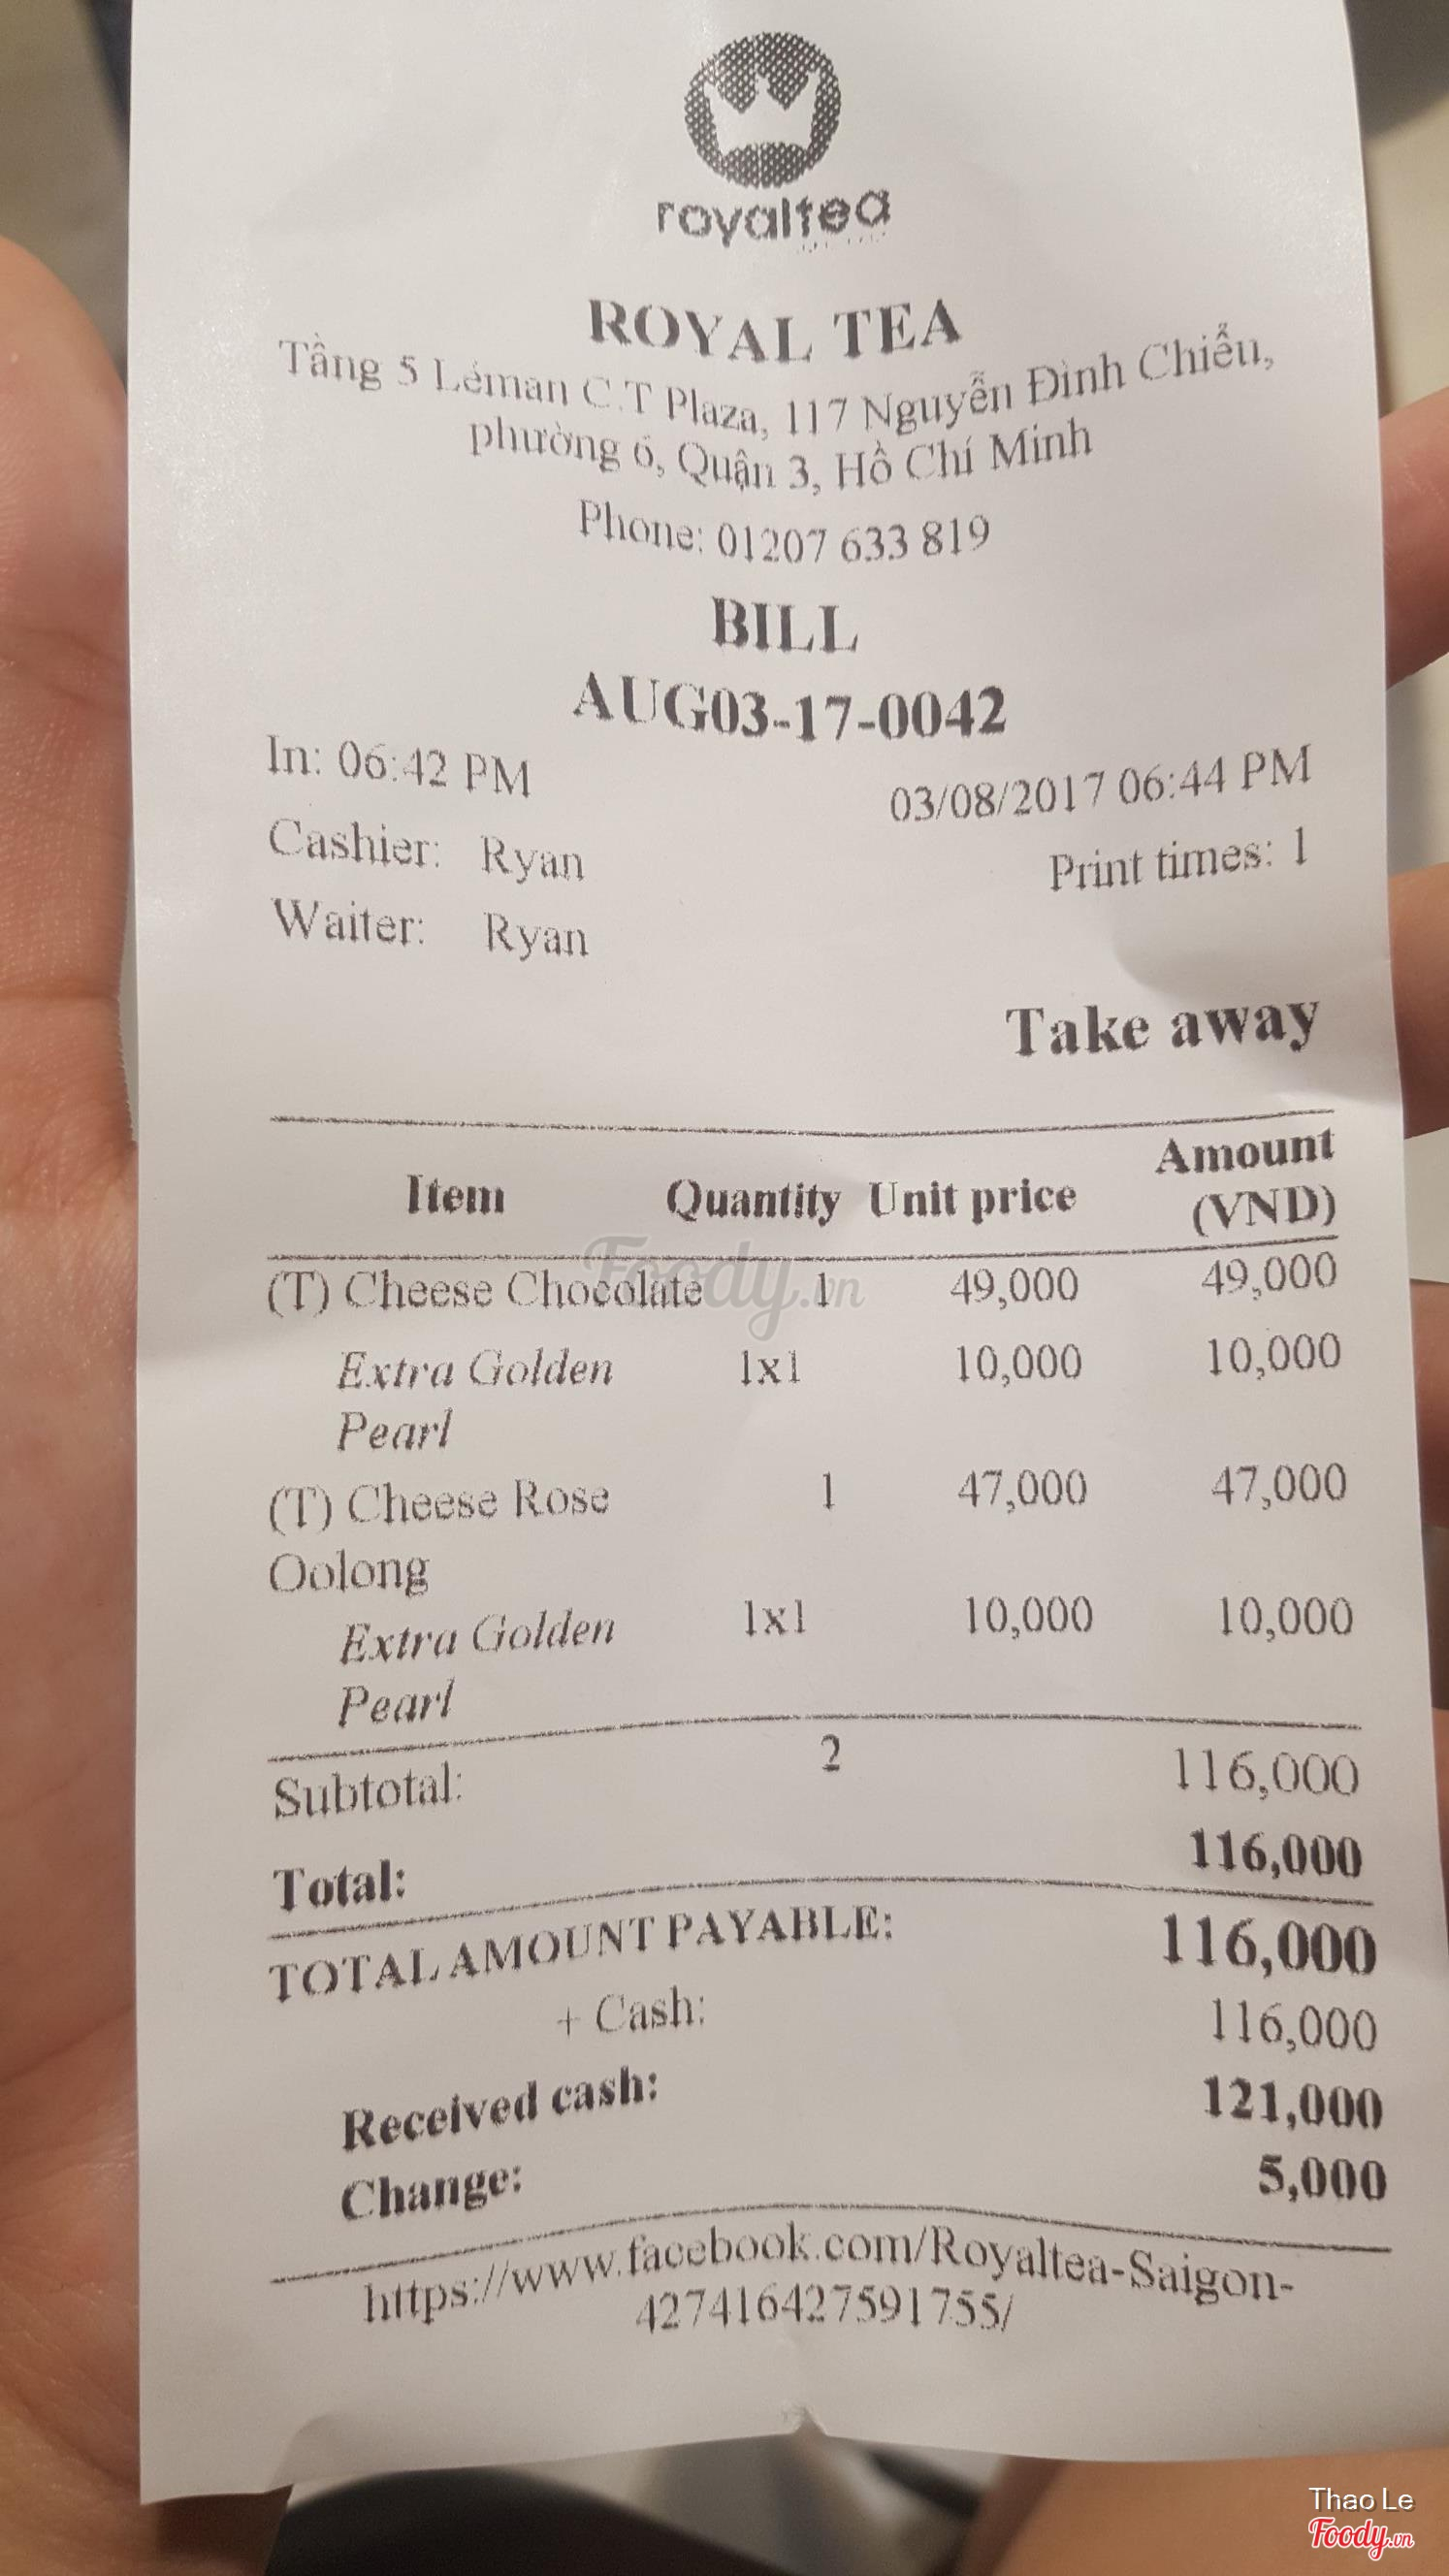 royaltea
ROYAL TEA
Tầng 5 Léman C.T Plaza, 117 Nguyễn Đình Chiểu,
phường 6, Quận 3, Hồ Chí Minh
Phone: 01207 633 819
BILL
AUG03-17-0042
In: 06:42 PM 03/08/2017 06:44 PM
Cashier: Ryan Print times: 1
Waiter: Ryan
Take away
Item Quantity Unit price Amount (VND)
(T) Cheese Chocolate 1 49,000 49,000
Extra Golden 1x1 10,000 10,000
Pearl
(T) Cheese Rose 1 47,000 47,000
Oolong
Extra Golden 1x1 10,000 10,000
Pearl
Subtotal: 2 116,000
Total: 116,000
TOTAL AMOUNT PAYABLE: 116,000
+ Cash: 116,000
Received cash: 121,000
Change: 5,000
https://www.facebook.com/Royaltea-Saigon-
427416427591755/
Foody.vn
Thao Le
Foody.vn